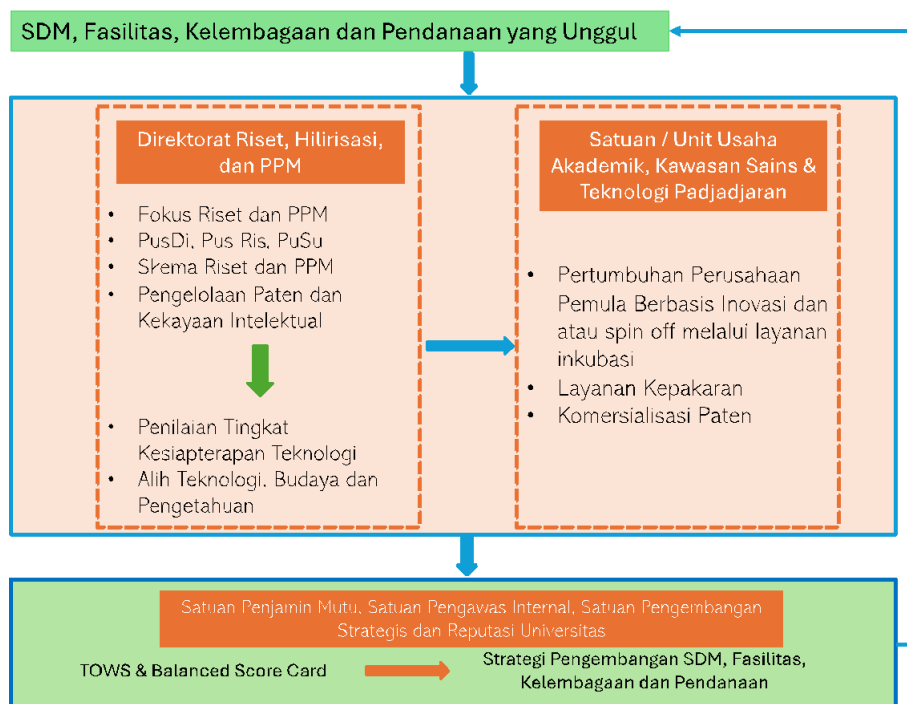 SDM, Fasilitas, Kelembagaan dan Pendanaan yang Unggul
Direktorat Riset, Hilirisasi,
dan PPM
• Fokus Riset dan PPM
• PusDi, Pus Ris, PuSu
• Skema Riset dan PPM
• Pengelolaan Paten dan
Kekayaan Intelektual
• Penilaian Tingkat
Kesiapterapan Teknologi
• Alih Teknologi, Budaya dan
Pengetahuan
Satuan / Unit Usaha
Akademik, Kawasan Sains &
Teknologi Padjadjaran
• Pertumbuhan Perusahaan
Pemula Berbasis Inovasi dan
atau spin off melalui layanan
inkubasi
• Layanan Kepakaran
• Komersialisasi Paten
Satuan Penjamin Mutu, Satuan Pengawas Internal, Satuan Pengembangan
Strategis dan Reputasi Universitas
TOWS & Balanced Score Card
Strategi Pengembangan SDM, Fasilitas,
Kelembagaan dan Pendanaan